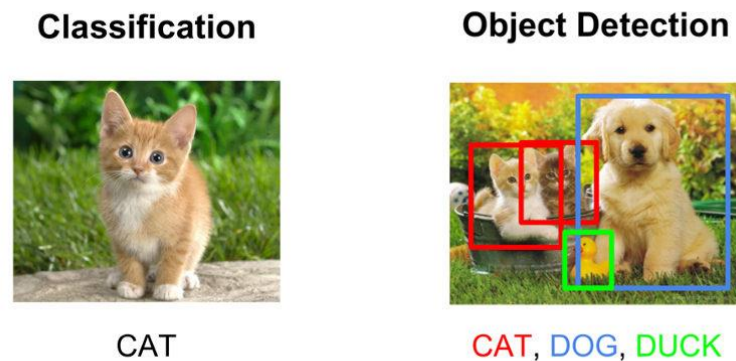 Classification
Object Detection
CAT
CAT, DOG, DUCK